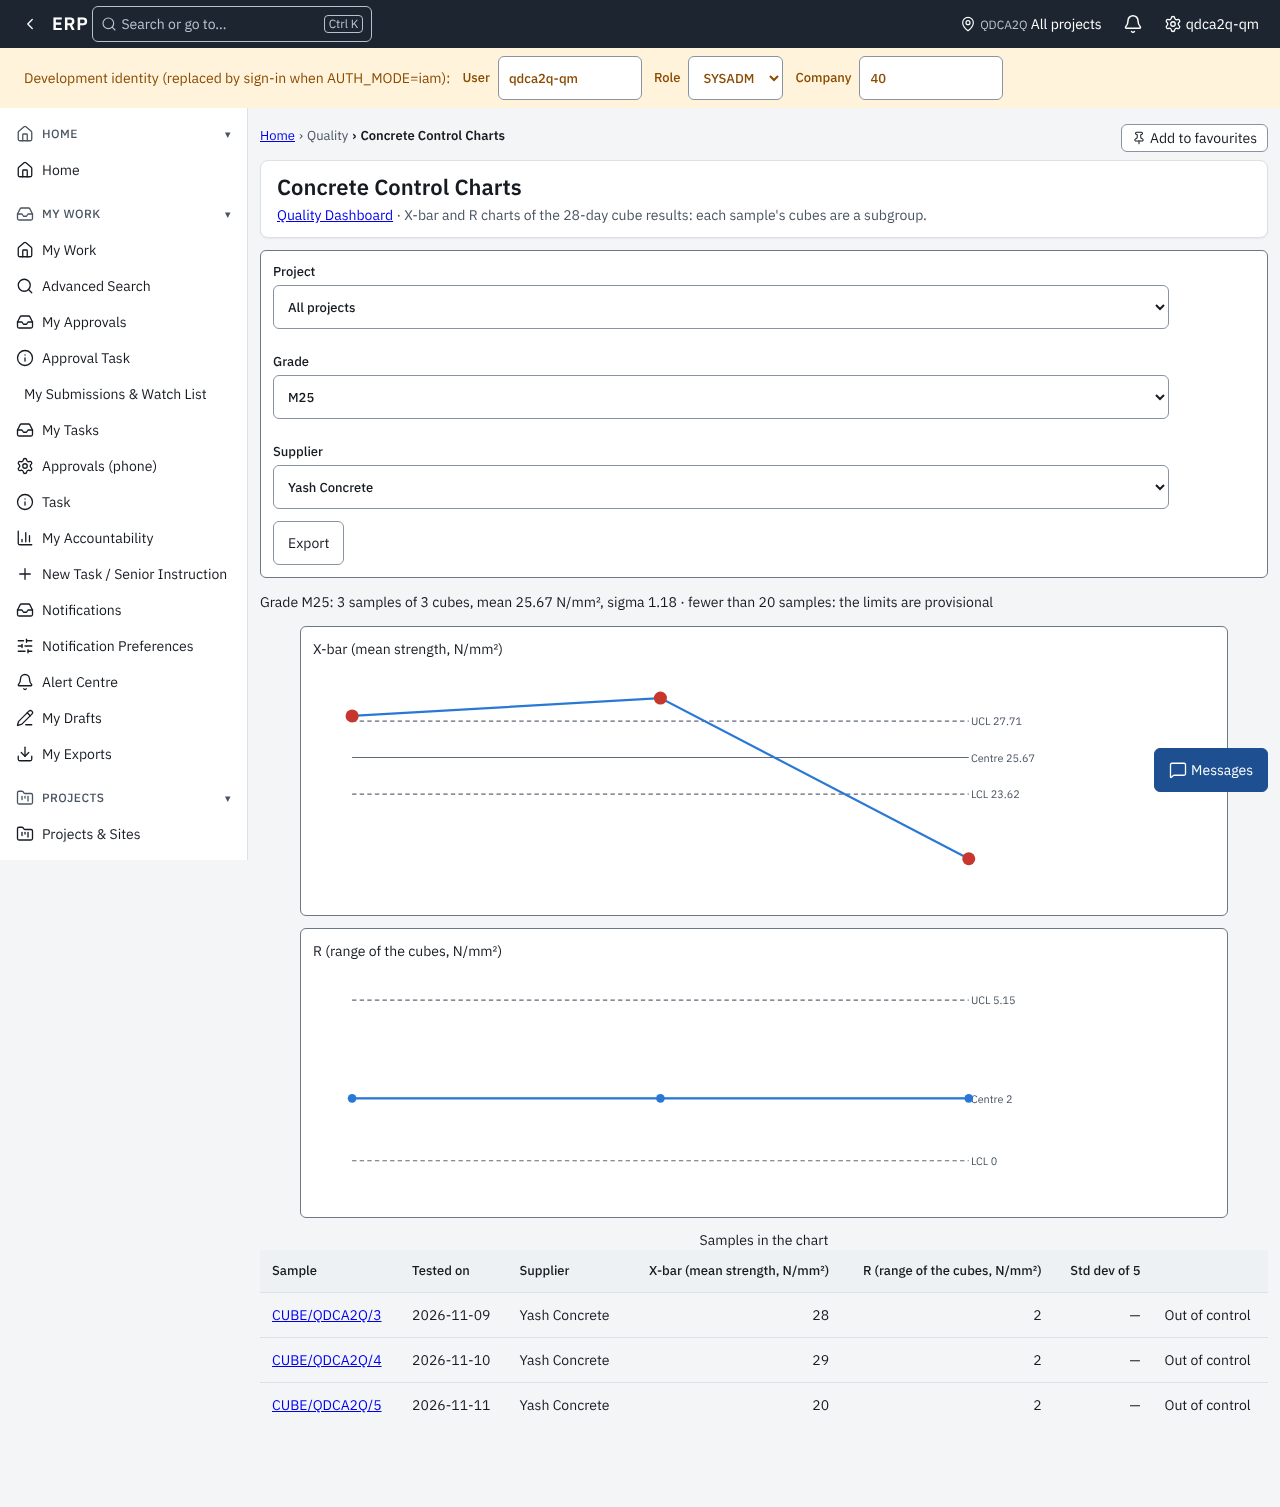 ERP
Search or go to...
Ctrl K
QDCA2Q All projects
qdca2q-qm
Development identity (replaced by sign-in when AUTH_MODE=iam):
User
qdca2q-qm
Role
SYSADM
Company
40
HOME
Home
MY WORK
My Work
Advanced Search
My Approvals
Approval Task
My Submissions & Watch List
My Tasks
Approvals (phone)
Task
My Accountability
New Task / Senior Instruction
Notifications
Notification Preferences
Alert Centre
My Drafts
My Exports
PROJECTS
Projects & Sites
Home › Quality › Concrete Control Charts
Add to favourites
Concrete Control Charts
Quality Dashboard · X-bar and R charts of the 28-day cube results: each sample's cubes are a subgroup.
Project
All projects
Grade
M25
Supplier
Yash Concrete
Export
Grade M25: 3 samples of 3 cubes, mean 25.67 N/mm², sigma 1.18 · fewer than 20 samples: the limits are provisional
X-bar (mean strength, N/mm²)
UCL 27.71
Centre 25.67
LCL 23.62
Messages
R (range of the cubes, N/mm²)
UCL 5.15
Centre 2
LCL 0
Samples in the chart
Sample Tested on Supplier X-bar (mean strength, N/mm²) R (range of the cubes, N/mm²) Std dev of 5
CUBE/QDCA2Q/3 2026-11-09 Yash Concrete 28 2 — Out of control
CUBE/QDCA2Q/4 2026-11-10 Yash Concrete 29 2 — Out of control
CUBE/QDCA2Q/5 2026-11-11 Yash Concrete 20 2 — Out of control